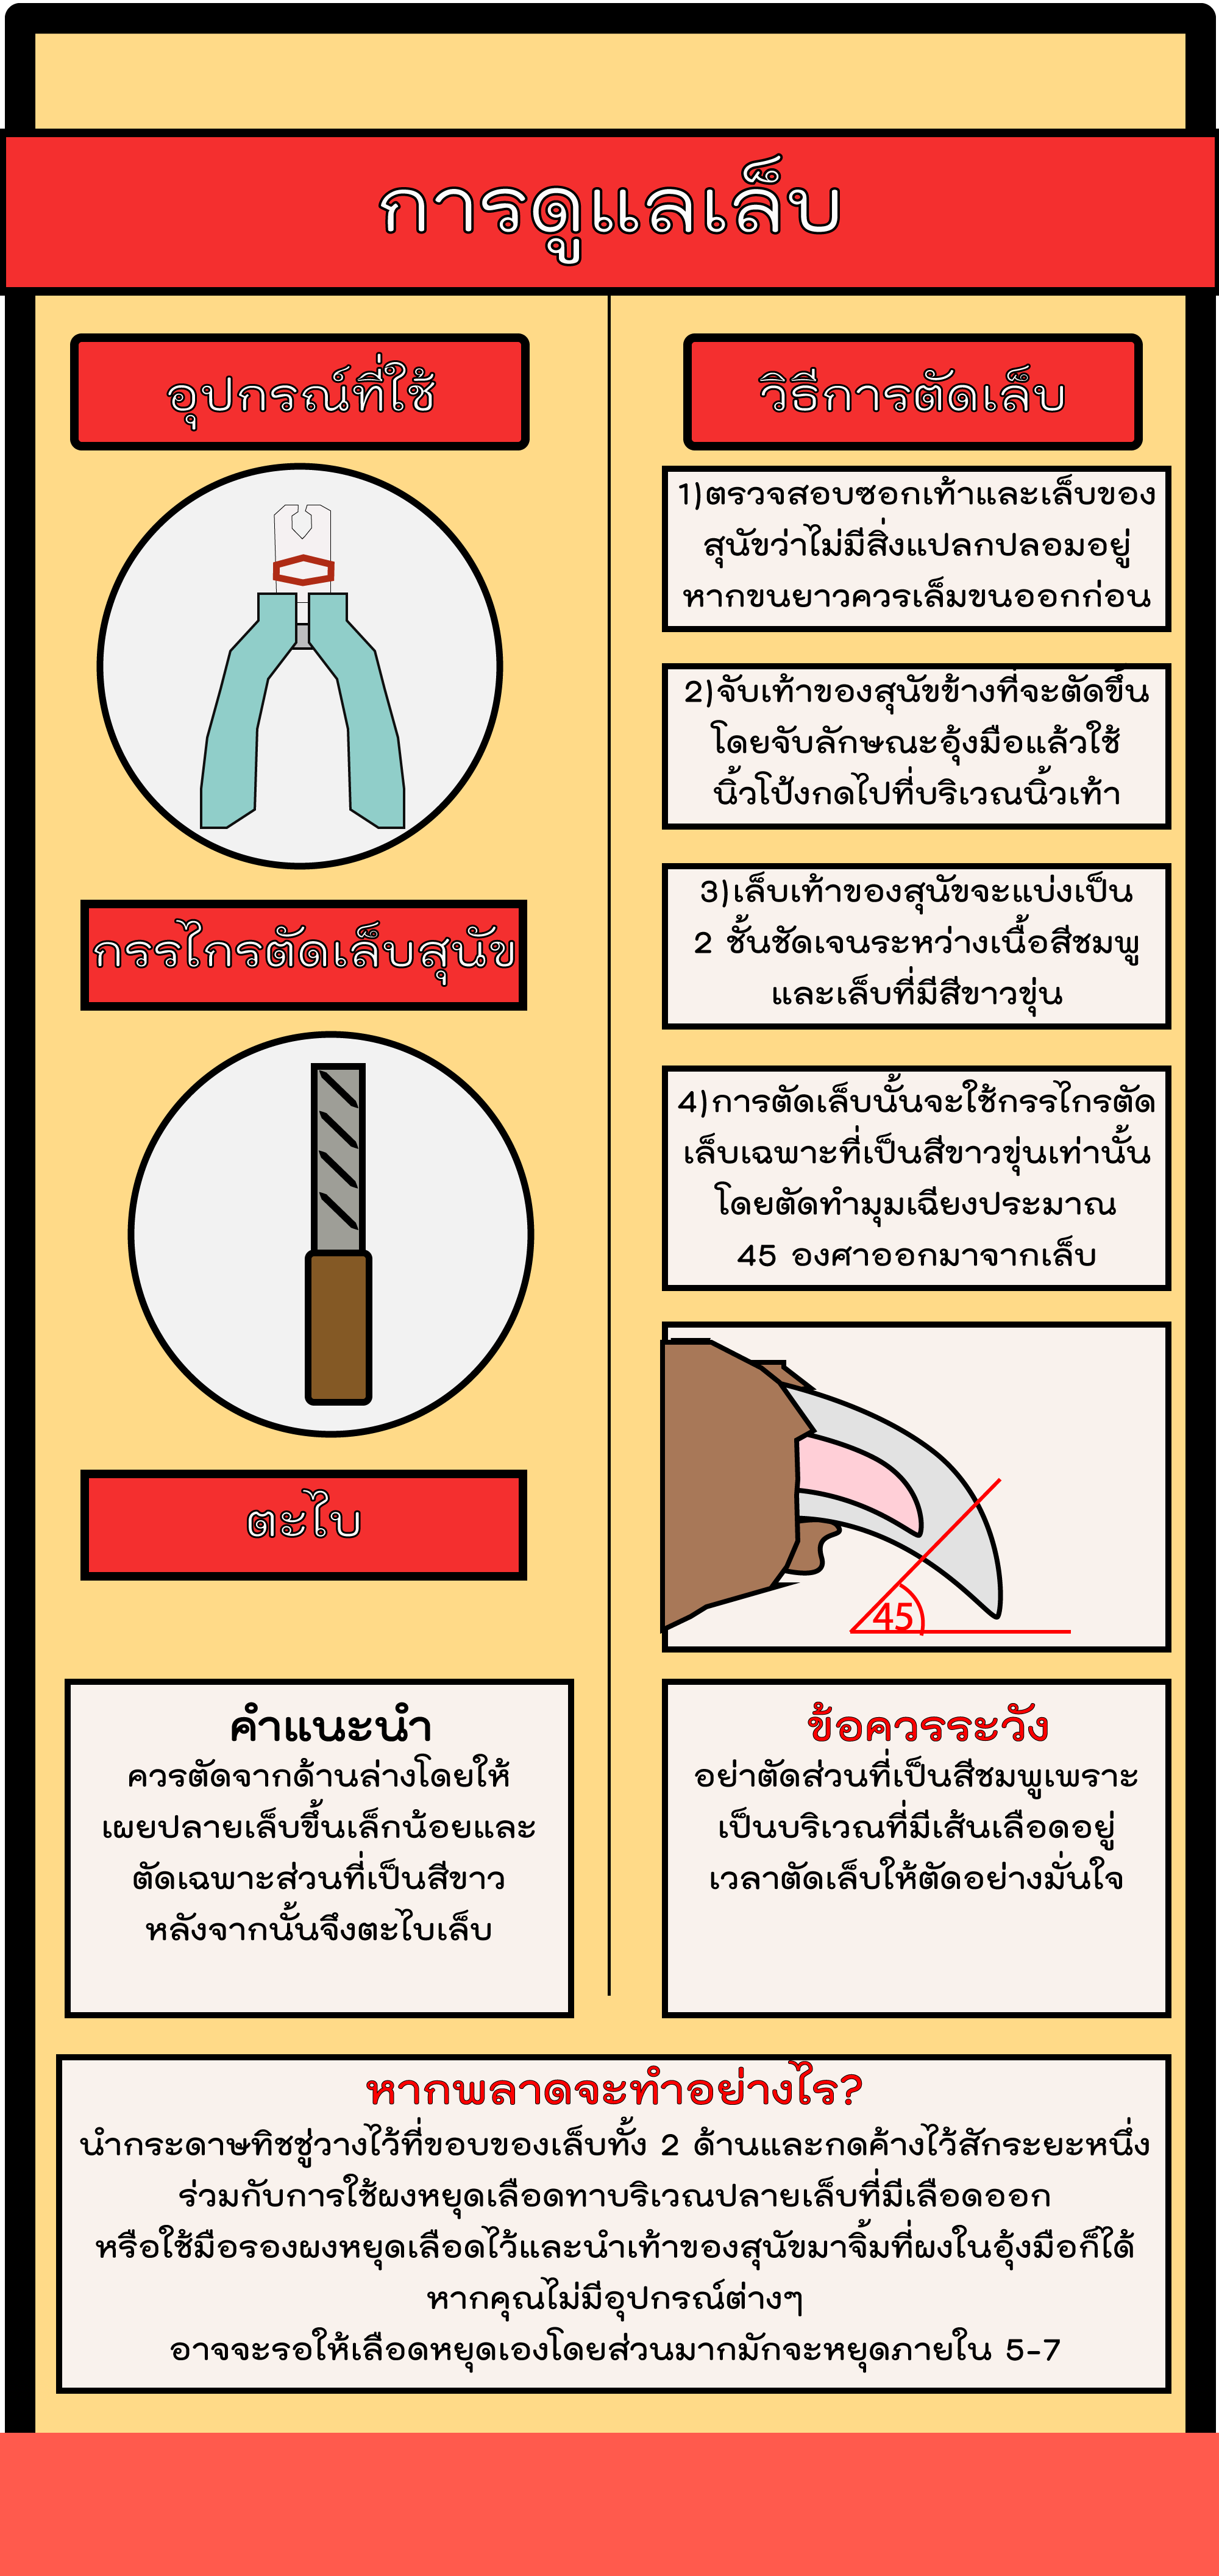 การดูแลเล็บ
อุปกรณ์ที่ใช้
กรรไกรตัดเล็บสุนัข
ตะไบ
วิธีการตัดเล็บ
1)ตรวจสอบซอกเท้าและเล็บของ
สุนัขว่าไม่มีสิ่งแปลกปลอมอยู่
หากขนยาวควรเล็มขนออกก่อน
2)จับเท้าของสุนัขข้างที่จะตัดขึ้น
โดยจับลักษณะอุ้งมือแล้วใช้
นิ้วโป้งกดไปที่บริเวณนิ้วเท้า
3)เล็บเท้าของสุนัขจะแบ่งเป็น
2 ชั้นชัดเจนระหว่างเนื้อสีชมพู
และเล็บที่มีสีขาวขุ่น
4)การตัดเล็บนั้นจะใช้กรรไกรตัด
เล็บเฉพาะที่เป็นสีขาวขุ่นเท่านั้น
โดยตัดทำมุมเฉียงประมาณ
45 องศาออกมาจากเล็บ
45
คำแนะนำ
ควรตัดจากด้านล่างโดยให้
เผยปลายเล็บขึ้นเล็กน้อยและ
ตัดเฉพาะส่วนที่เป็นสีขาว
หลังจากนั้นจึงตะไบเล็บ
ข้อควรระวัง
อย่าตัดส่วนที่เป็นสีชมพูเพราะ
เป็นบริเวณที่มีเส้นเลือดอยู่
เวลาตัดเล็บให้ตัดอย่างมั่นใจ
หากพลาดจะทำอย่างไร?
นำกระดาษทิชชู่วางไว้ที่ขอบของเล็บทั้ง 2 ด้านและกดค้างไว้สักระยะหนึ่ง
ร่วมกับการใช้ผงหยุดเลือดทาบริเวณปลายเล็บที่มีเลือดออก
หรือใช้มือรองผงหยุดเลือดไว้และนำเท้าของสุนัขมาจิ้มที่ผงในอุ้งมือก็ได้
หากคุณไม่มีอุปกรณ์ต่างๆ
อาจจะรอให้เลือดหยุดเองโดยส่วนมากมักจะหยุดภายใน 5-7